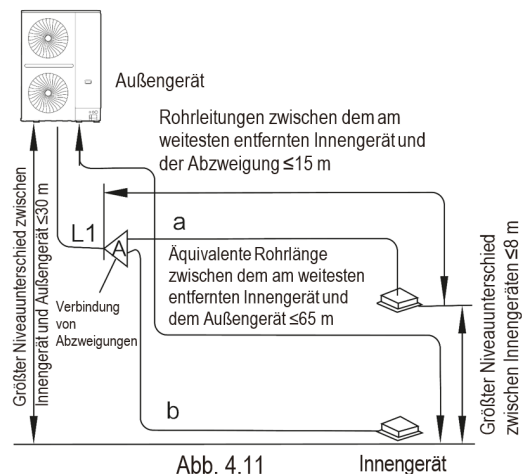 Außengerät
Rohrleitungen zwischen dem am
weitesten entfernten Innengerät und
der Abzweigung ≤15 m
Größter Niveauunterschied zwischen
Innengerät und Außengerät ≤30 m
L1
a
A
Äquivalente Rohrlänge
zwischen dem am weitesten
entfernten Innengerät und
dem Außengerät ≤65 m
Verbindung
von
Abzweigungen
Größter Niveauunterschied
zwischen Innengeräten ≤8 m
b
Abb. 4.11
Innengerät